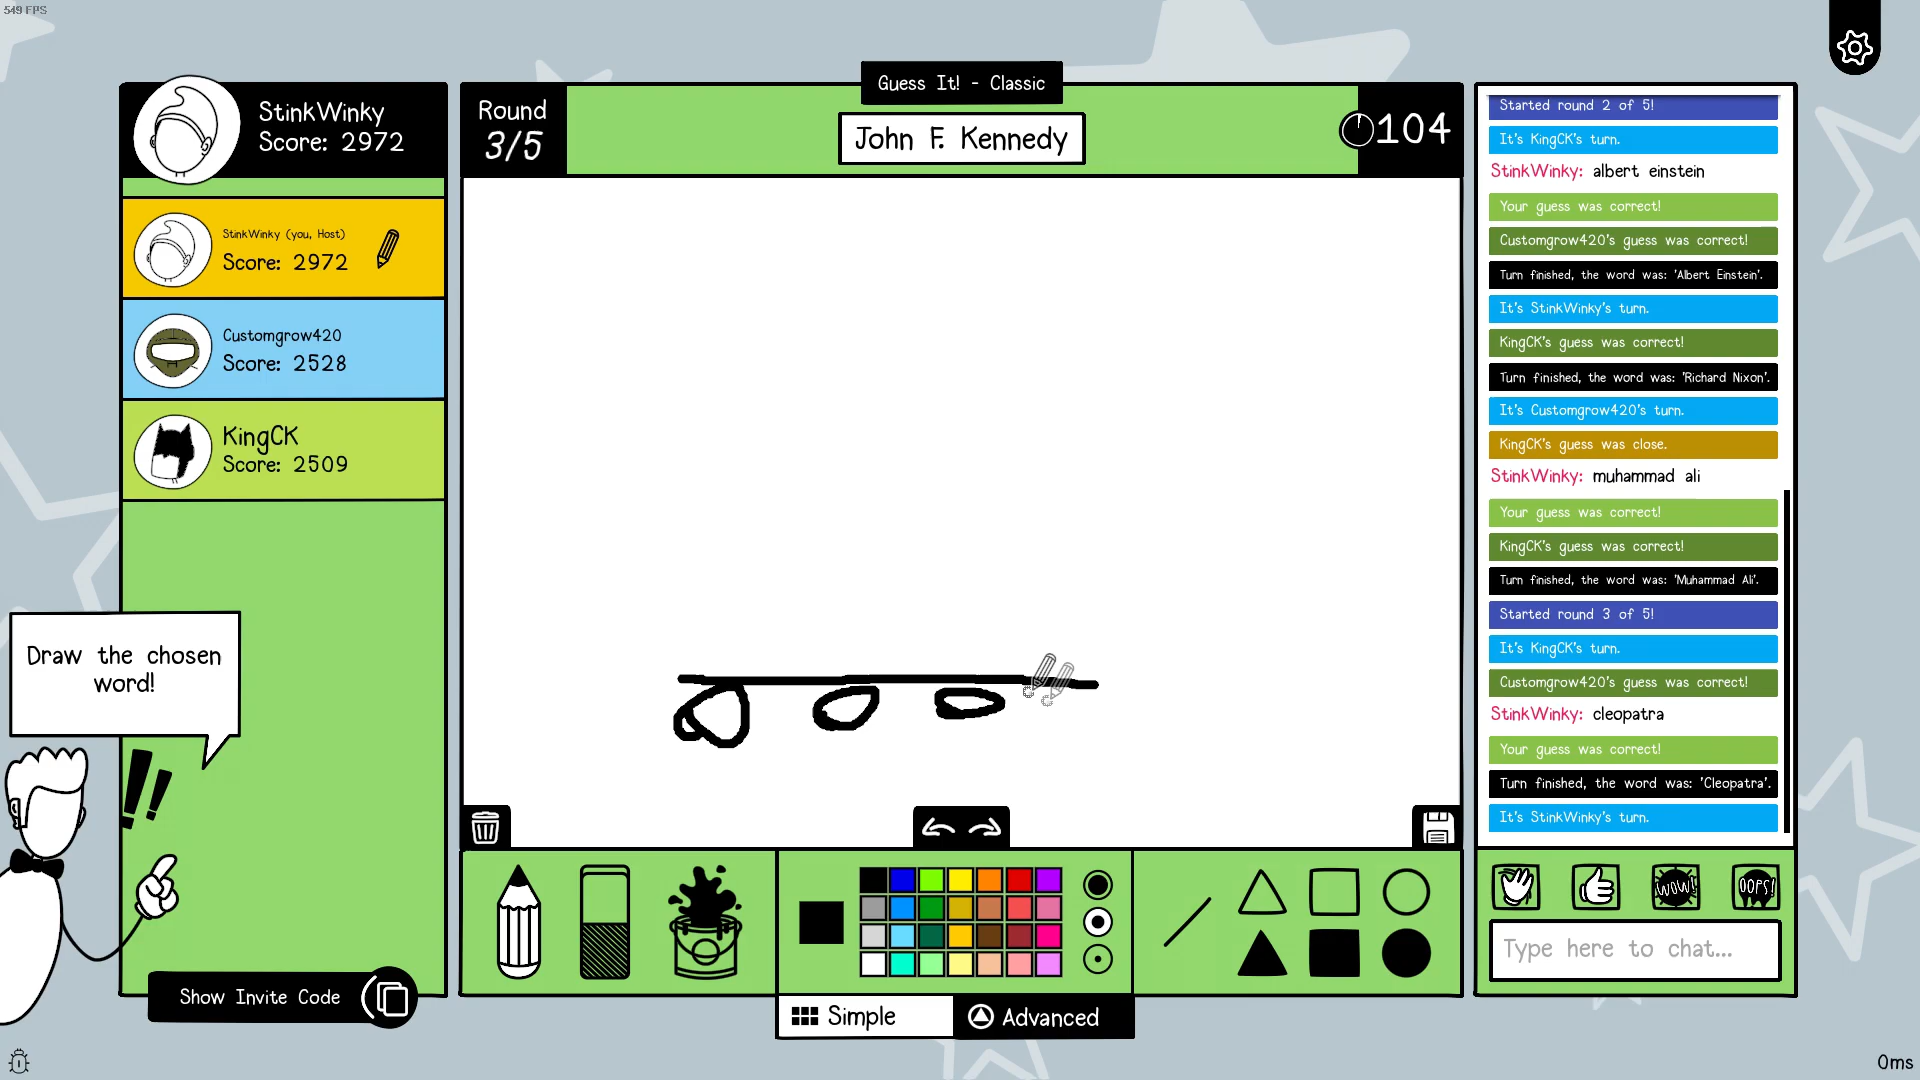 549 FPS
StinkWinky
Score: 2972
StinkWinky (you, Host)
Score: 2972
Customgrow420
Score: 2528
KingCK
Score: 2509
Draw the chosen
word!
Show Invite Code
Guess It! - Classic
Round
3/5
John F. Kennedy
104
Simple
Advanced
Started round 2 of 5!
It's KingCK's turn.
StinkWinky: albert einstein
Your guess was correct!
Customgrow420's guess was correct!
Turn finished, the word was: 'Albert Einstein'.
It's StinkWinky's turn.
KingCK's guess was correct!
Turn finished, the word was: 'Richard Nixon'.
It's Customgrow420's turn.
KingCK's guess was close.
StinkWinky: muhammad ali
Your guess was correct!
KingCK's guess was correct!
Turn finished, the word was: 'Muhammad Ali'.
Started round 3 of 5!
It's KingCK's turn.
Customgrow420's guess was correct!
StinkWinky: cleopatra
Your guess was correct!
Turn finished, the word was: 'Cleopatra'.
It's StinkWinky's turn.
WOW!
OOPS!
Type here to chat...
0ms